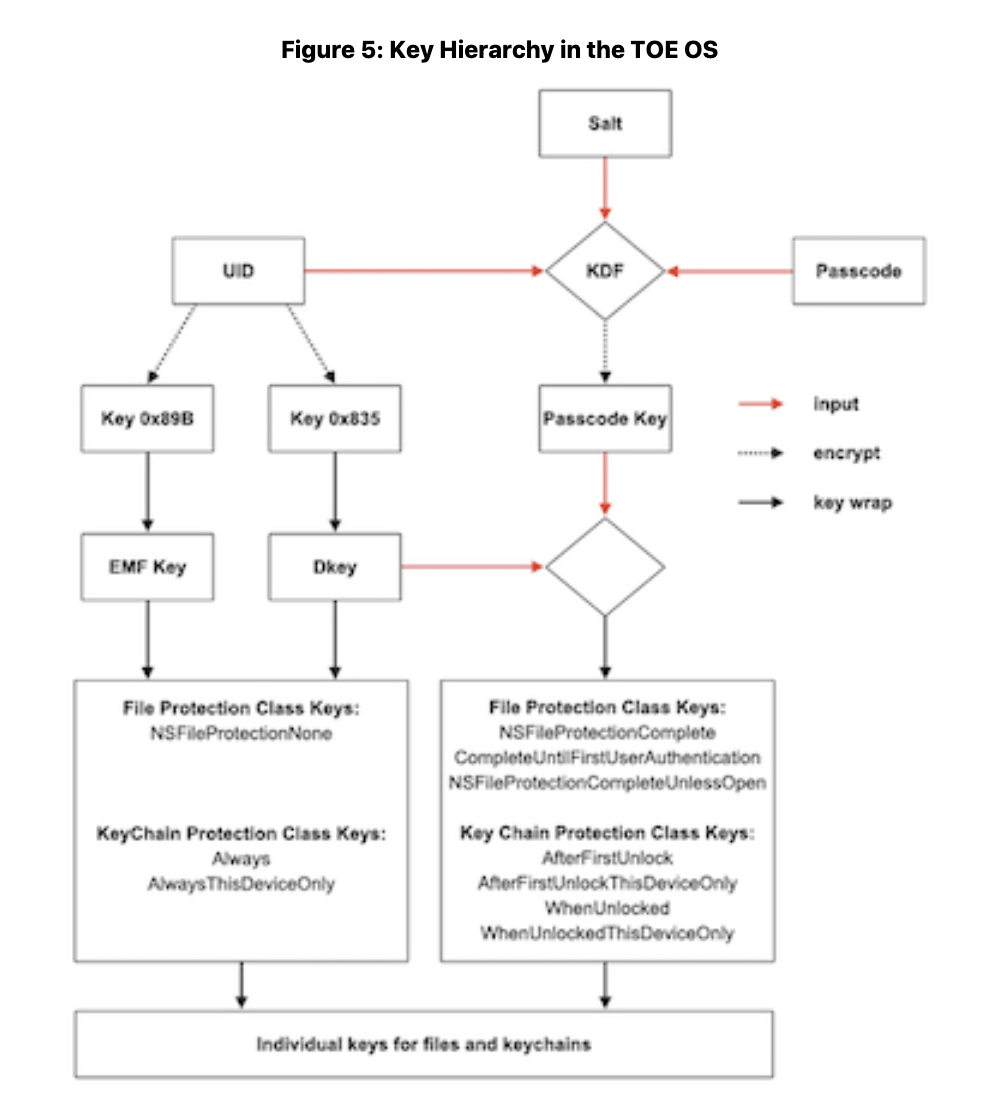 Figure 5: Key Hierarchy in the TOE OS
Salt
UID
KDF
Passcode
Key 0x89B
Key 0x835
Passcode Key
input
encrypt
key wrap
EMF Key
Dkey
File Protection Class Keys:
NSFileProtectionNone
KeyChain Protection Class Keys:
Always
AlwaysThisDeviceOnly
File Protection Class Keys:
NSFileProtectionComplete
CompleteUntilFirstUserAuthentication
NSFileProtectionCompleteUnlessOpen
Key Chain Protection Class Keys:
AfterFirstUnlock
AfterFirstUnlockThisDeviceOnly
WhenUnlocked
WhenUnlockedThisDeviceOnly
Individual keys for files and keychains